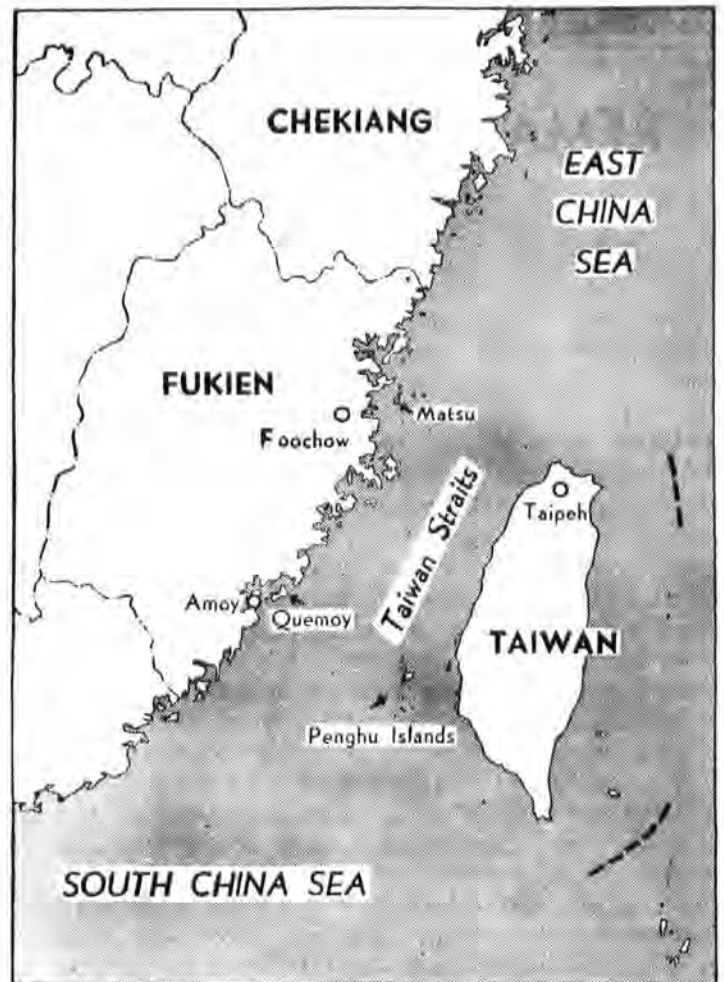 CHEKIANG
EAST
CHINA
SEA
FUKIEN
Matsu
Foochow
Taiwan Straits
Taipeh
Amoy
Quemoy
TAIWAN
Penghu Islands
SOUTH CHINA SEA